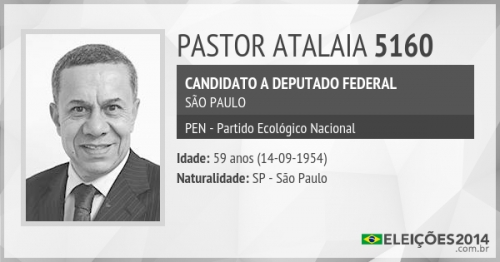 PASTOR ATALAIA 5160
CANDIDATO A DEPUTADO FEDERAL
SÃO PAULO
PEN - Partido Ecológico Nacional
Idade: 59 anos (14-09-1954)
Naturalidade: SP - São Paulo
ELEIÇÕES2014
.com.br